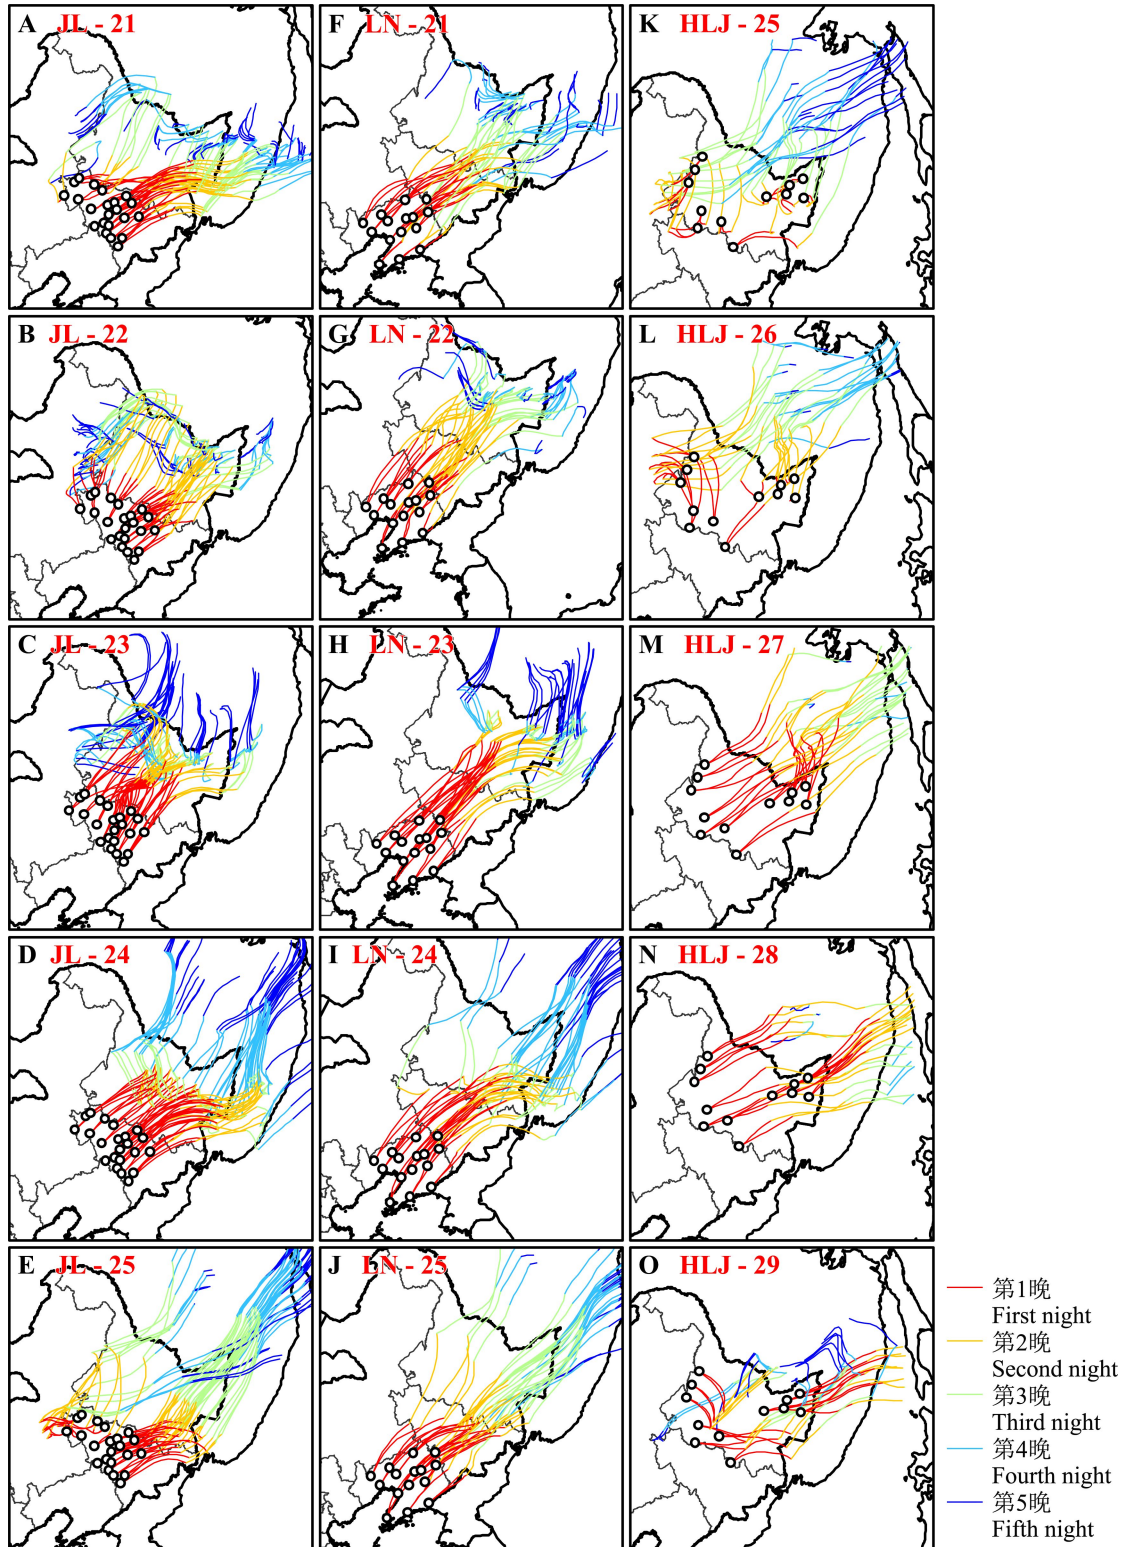 A JL - 21
F LN - 21
K HLJ - 25
B JL - 22
G LN - 22
L HLJ - 26
C JL - 23
H LN - 23
M HLJ - 27
D JL - 24
I LN - 24
N HLJ - 28
E JL - 25
J LN - 25
O HLJ - 29
第1晚
First night
第2晚
Second night
第3晚
Third night
第4晚
Fourth night
第5晚
Fifth night